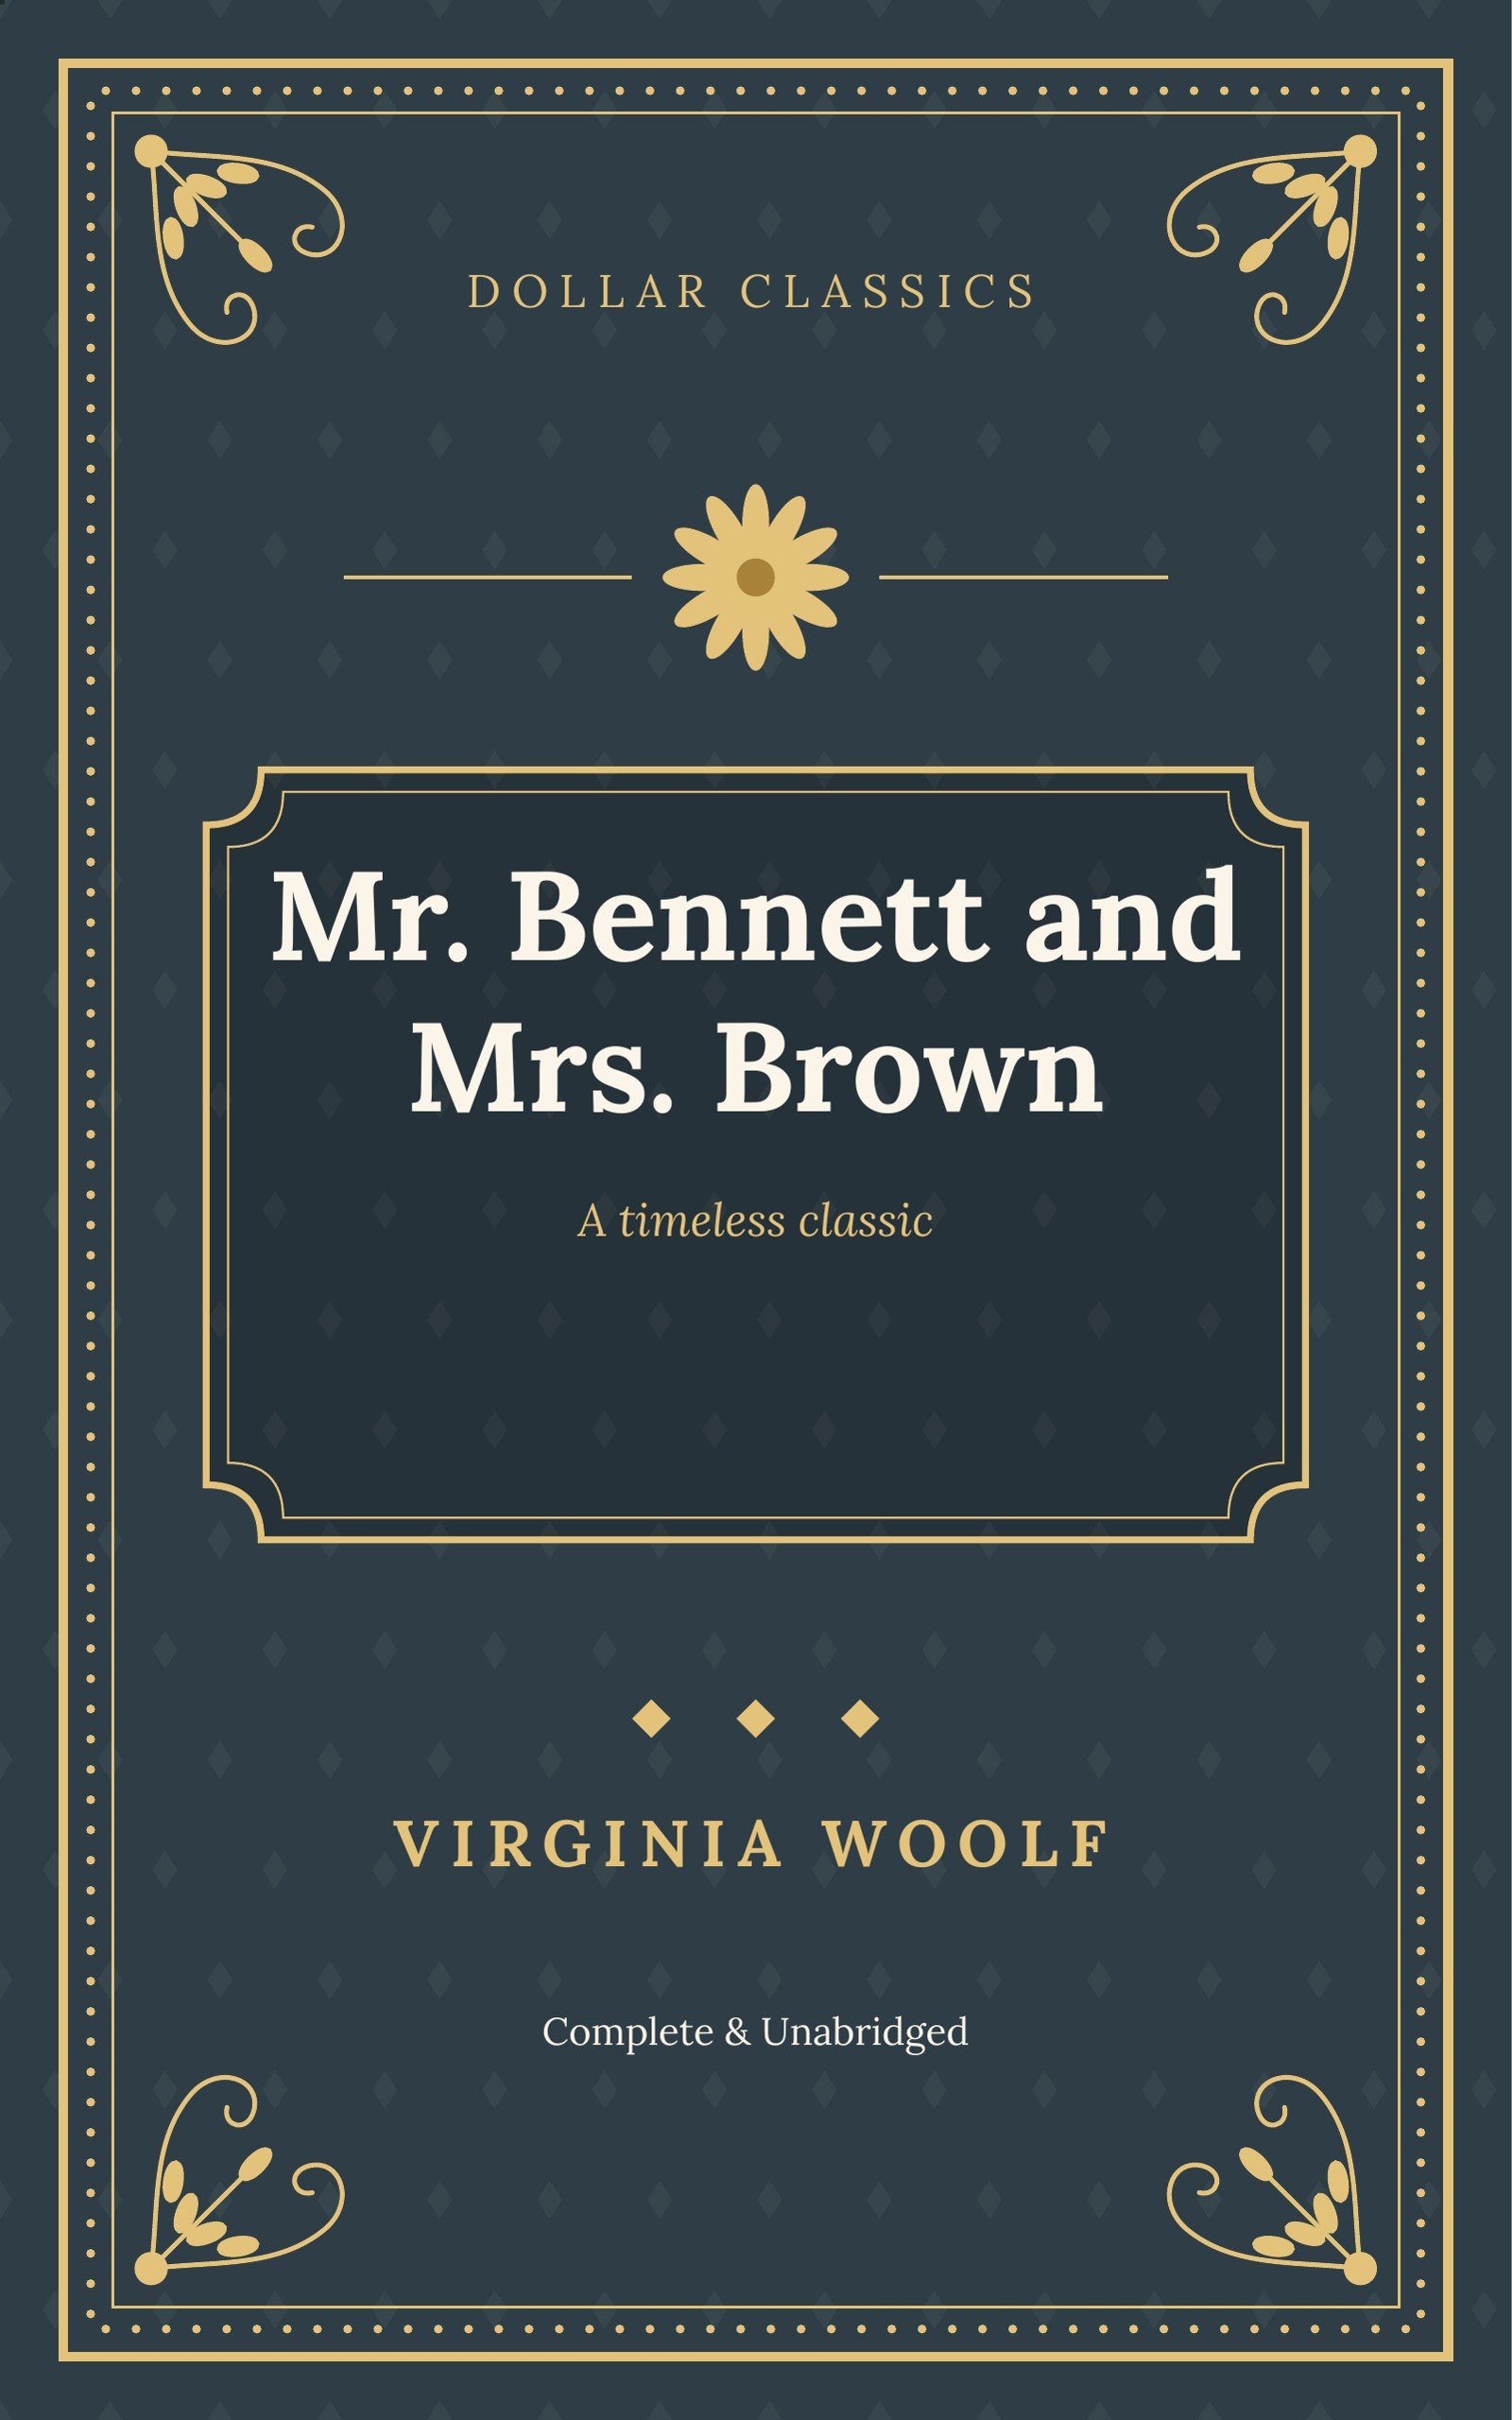 DOLLAR CLASSICS
Mr. Bennett and
Mrs. Brown
A timeless classic
VIRGINIA WOOLF
Complete & Unabridged